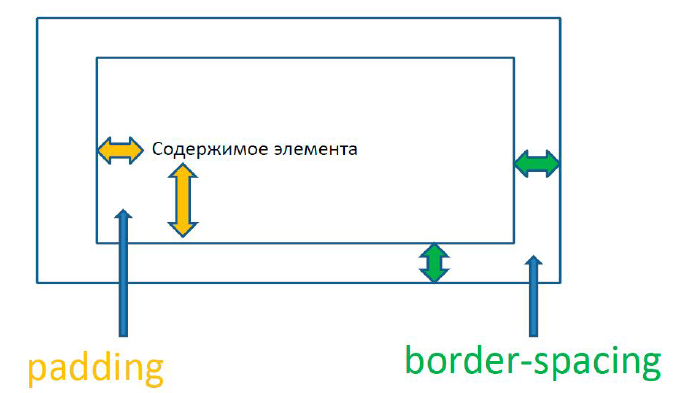 Содержимое элемента
padding
border-spacing